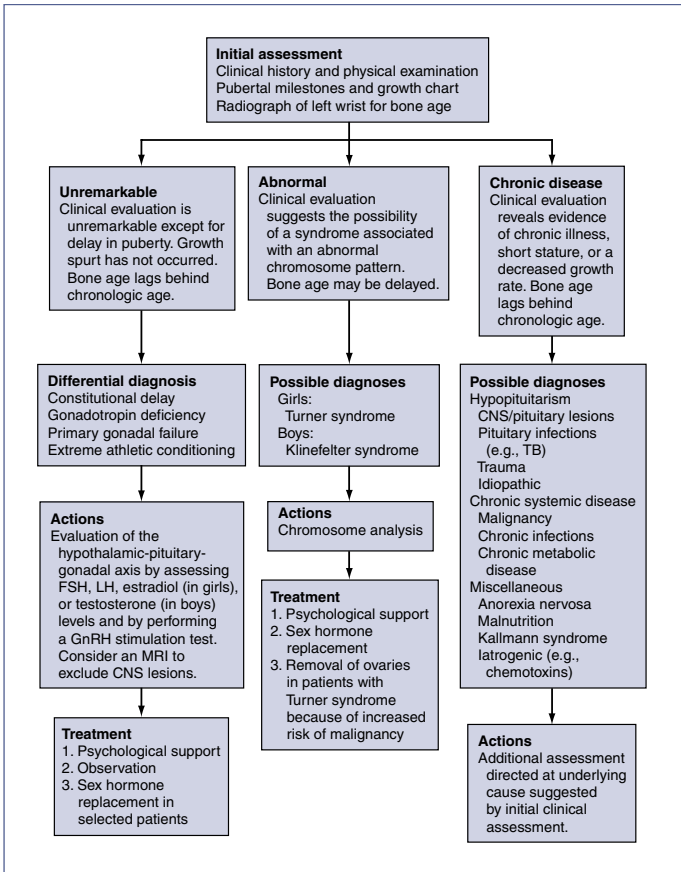 Initial assessment
Clinical history and physical examination
Pubertal milestones and growth chart
Radiograph of left wrist for bone age
Unremarkable
Clinical evaluation is
unremarkable except for
delay in puberty. Growth
spurt has not occurred.
Bone age lags behind
chronologic age.
Differential diagnosis
Constitutional delay
Gonadotropin deficiency
Primary gonadal failure
Extreme athletic conditioning
Actions
Evaluation of the
hypothalamic-pituitary-
gonadal axis by assessing
FSH, LH, estradiol (in girls),
or testosterone (in boys)
levels and by performing
a GnRH stimulation test.
Consider an MRI to
exclude CNS lesions.
Treatment
1. Psychological support
2. Observation
3. Sex hormone
replacement in
selected patients
Abnormal
Clinical evaluation
suggests the possibility
of a syndrome associated
with an abnormal
chromosome pattern.
Bone age may be delayed.
Possible diagnoses
Girls:
Turner syndrome
Boys:
Klinefelter syndrome
Actions
Chromosome analysis
Treatment
1. Psychological support
2. Sex hormone
replacement
3. Removal of ovaries
in patients with
Turner syndrome
because of increased
risk of malignancy
Chronic disease
Clinical evaluation
reveals evidence
of chronic illness,
short stature, or a
decreased growth
rate. Bone age
lags behind
chronologic age.
Possible diagnoses
Hypopituitarism
CNS/pituitary lesions
Pituitary infections
(e.g., TB)
Trauma
Idiopathic
Chronic systemic disease
Malignancy
Chronic infections
Chronic metabolic
disease
Miscellaneous
Anorexia nervosa
Malnutrition
Kallmann syndrome
Iatrogenic (e.g.,
chemotoxins)
Actions
Additional assessment
directed at underlying
cause suggested
by initial clinical
assessment.